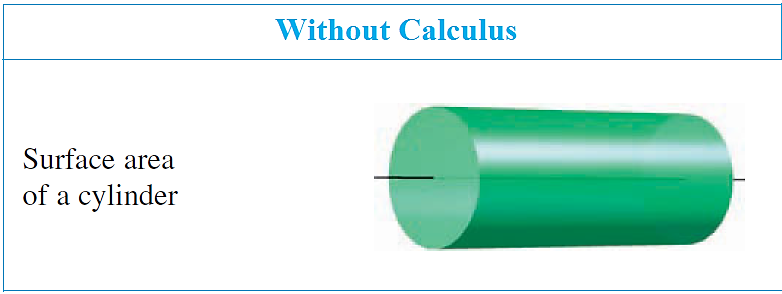 Without Calculus
Surface area
of a cylinder